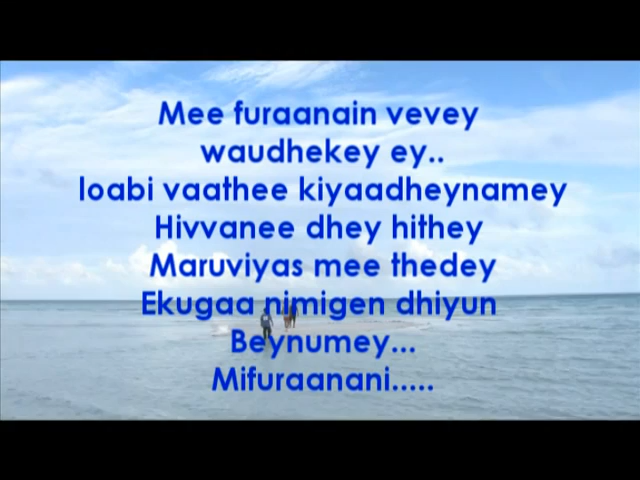 Mee furaanain vevey
waudhekey ey..
loabi vaathee kiyaadheynamey
Hivvanee dhey hithey
Maruviyas mee thedey
Ekugaa nimigen dhiyun
Beynumey...
Mifuraanani.....